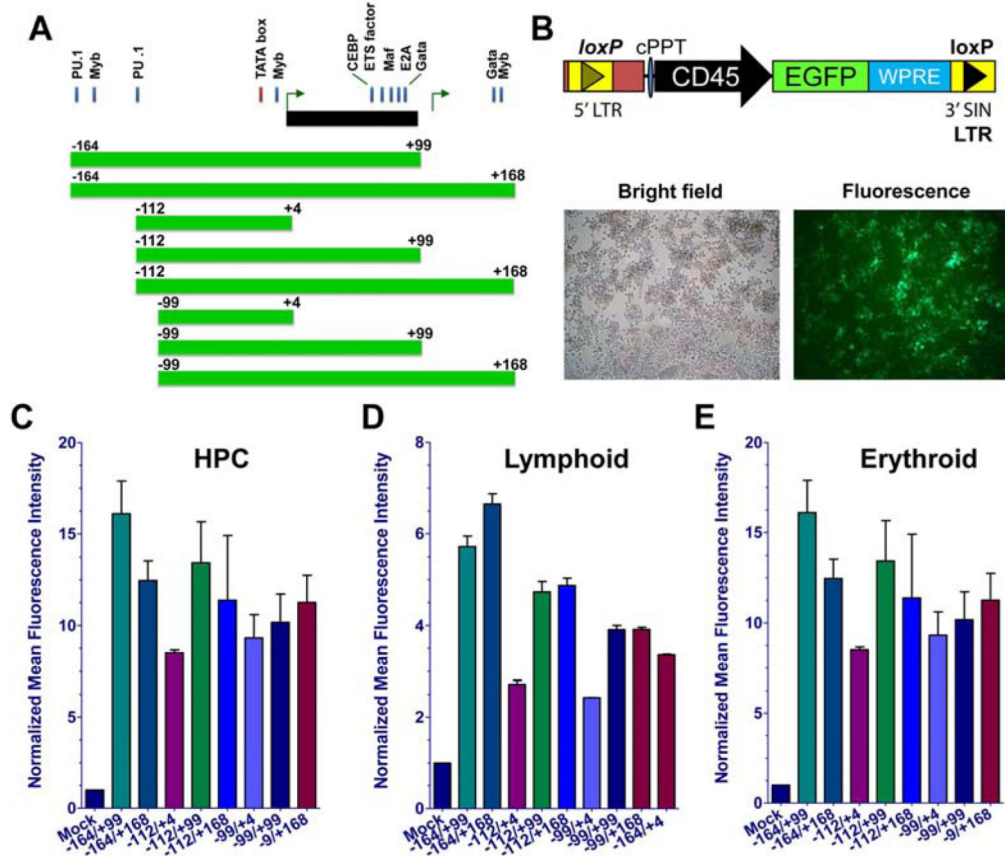 A
PU.1
Myb
PU .1
TATA box
Myb
CEBP
ETS factor
Maf
E2A
Gata
Gata
Myb
-164 +99
-164 +168
-112 +4
-112 +99
-112 +168
-99 +4
-99 +99
-99 +168
B
loxP cPPT loxP
CD45 EGFP WPRE
5' LTR 3' SIN
LTR
Bright field Fluorescence
C
HPC
Normalized Mean Fluorescence Intensity
20
15
10
5
0
Mock
-164/+99
-164/+168
-112/+4
-112/+99
-112/+168
-99/+4
-99/+99
-9/+168
D
Lymphoid
Normalized Mean Fluorescence Intensity
8
6
4
2
0
Mock
-164/+99
-164/+168
-112/+4
-112/+99
-112/+168
-99/+4
-99/+99
-99/+168
-164/+4
E
Erythroid
Normalized Mean Fluorescence Intensity
20
15
10
5
0
Mock
-164/+99
-164/+168
-112/+4
-112/+99
-112/+168
-99/+4
-99/+99
-9/+168